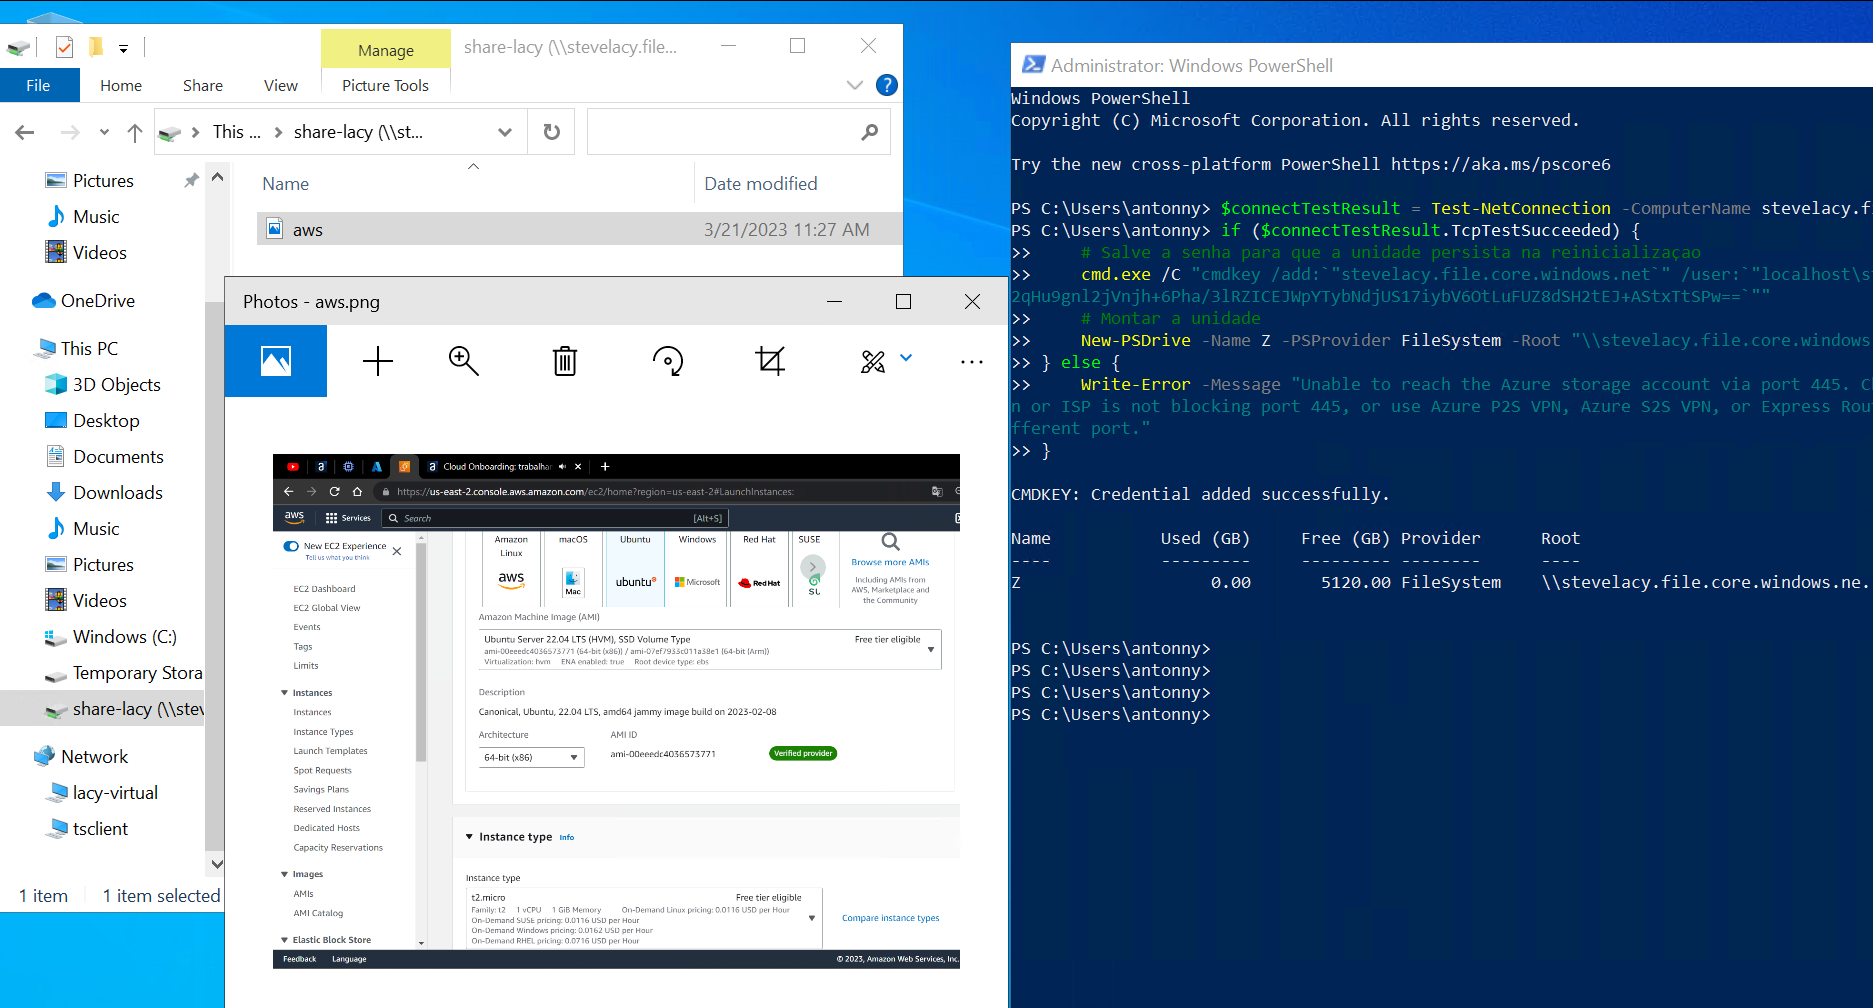 Manage
share-lacy (\\stevelacy.file...
File
Home
Share
View
Picture Tools
This ...
share-lacy (\\st...
Name
Date modified
aws
3/21/2023 11:27 AM
Pictures
Music
Videos
OneDrive
This PC
3D Objects
Desktop
Documents
Downloads
Music
Pictures
Videos
Windows (C:)
Temporary Stora
share-lacy (\\stev
Network
lacy-virtual
tsclient
1 item
1 item selected
Photos - aws.png
Cloud Onboarding: trabalhar
https://us-east-2.console.aws.amazon.com/ec2/home?region=us-east-2#LaunchInstances:
aws
Services
Search
[Alt+S]
New EC2 Experience
Tell us what you think
EC2 Dashboard
EC2 Global View
Events
Tags
Limits
Instances
Instances
Instance Types
Launch Templates
Spot Requests
Savings Plans
Reserved Instances
Dedicated Hosts
Capacity Reservations
Images
AMIs
AMI Catalog
Elastic Block Store
Amazon Linux
aws
macOS
Mac
Ubuntu
ubuntu
Windows
Microsoft
Red Hat
Red Hat
SUSE
Browse more AMIs
Including AMIs from
AWS, Marketplace and
the Community
Amazon Machine Image (AMI)
Ubuntu Server 22.04 LTS (HVM), SSD Volume Type
Free tier eligible
ami-00eeedc4036573771 (64-bit (x86)) / ami-07ef7933c011a38e1 (64-bit (Arm))
Virtualization: hvm ENA enabled: true Root device type: ebs
Description
Canonical, Ubuntu, 22.04 LTS, amd64 jammy image build on 2023-02-08
Architecture
AMI ID
64-bit (x86)
ami-00eeedc4036573771
Verified provider
Instance type Info
Instance type
t2.micro
Free tier eligible
Family: t2 1 vCPU 1 GiB Memory On-Demand Linux pricing: 0.0116 USD per Hour
On-Demand SUSE pricing: 0.0116 USD per Hour
On-Demand Windows pricing: 0.0162 USD per Hour
On-Demand RHEL pricing: 0.0716 USD per Hour
Compare instance types
Feedback
Language
© 2023, Amazon Web Services, Inc.
Administrator: Windows PowerShell
Windows PowerShell
Copyright (C) Microsoft Corporation. All rights reserved.
Try the new cross-platform PowerShell https://aka.ms/pscore6
PS C:\Users\antonny> $connectTestResult = Test-NetConnection -ComputerName stevelacy.fi
PS C:\Users\antonny> if ($connectTestResult.TcpTestSucceeded) {
>> # Salve a senha para que a unidade persista na reinicializaçao
>> cmd.exe /C "cmdkey /add:`"stevelacy.file.core.windows.net`" /user:`"localhost\st
2qHu9gnl2jVnjh+6Pha/3lRZICEJWpYTybNdjUS17iybV6OtLuFUZ8dSH2tEJ+AStxTtSPw==`""
>> # Montar a unidade
>> New-PSDrive -Name Z -PSProvider FileSystem -Root "\\stevelacy.file.core.windows
>> } else {
>> Write-Error -Message "Unable to reach the Azure storage account via port 445. C
n or ISP is not blocking port 445, or use Azure P2S VPN, Azure S2S VPN, or Express Rou
fferent port."
>> }
CMDKEY: Credential added successfully.
Name Used (GB) Free (GB) Provider Root
---- --------- --------- -------- ----
Z 0.00 5120.00 FileSystem \\stevelacy.file.core.windows.ne.
PS C:\Users\antonny>
PS C:\Users\antonny>
PS C:\Users\antonny>
PS C:\Users\antonny>